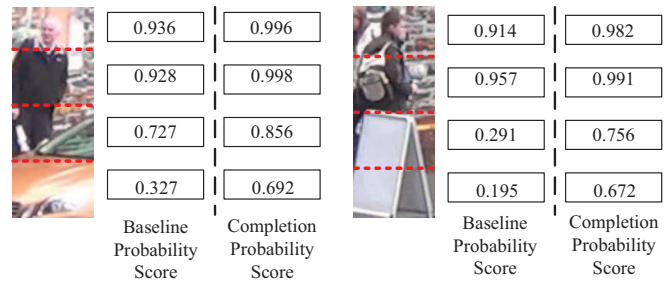 0.936 0.996
0.928 0.998
0.727 0.856
0.327 0.692
Baseline Completion
Probability Probability
Score Score
0.914 0.982
0.957 0.991
0.291 0.756
0.195 0.672
Baseline Completion
Probability Probability
Score Score